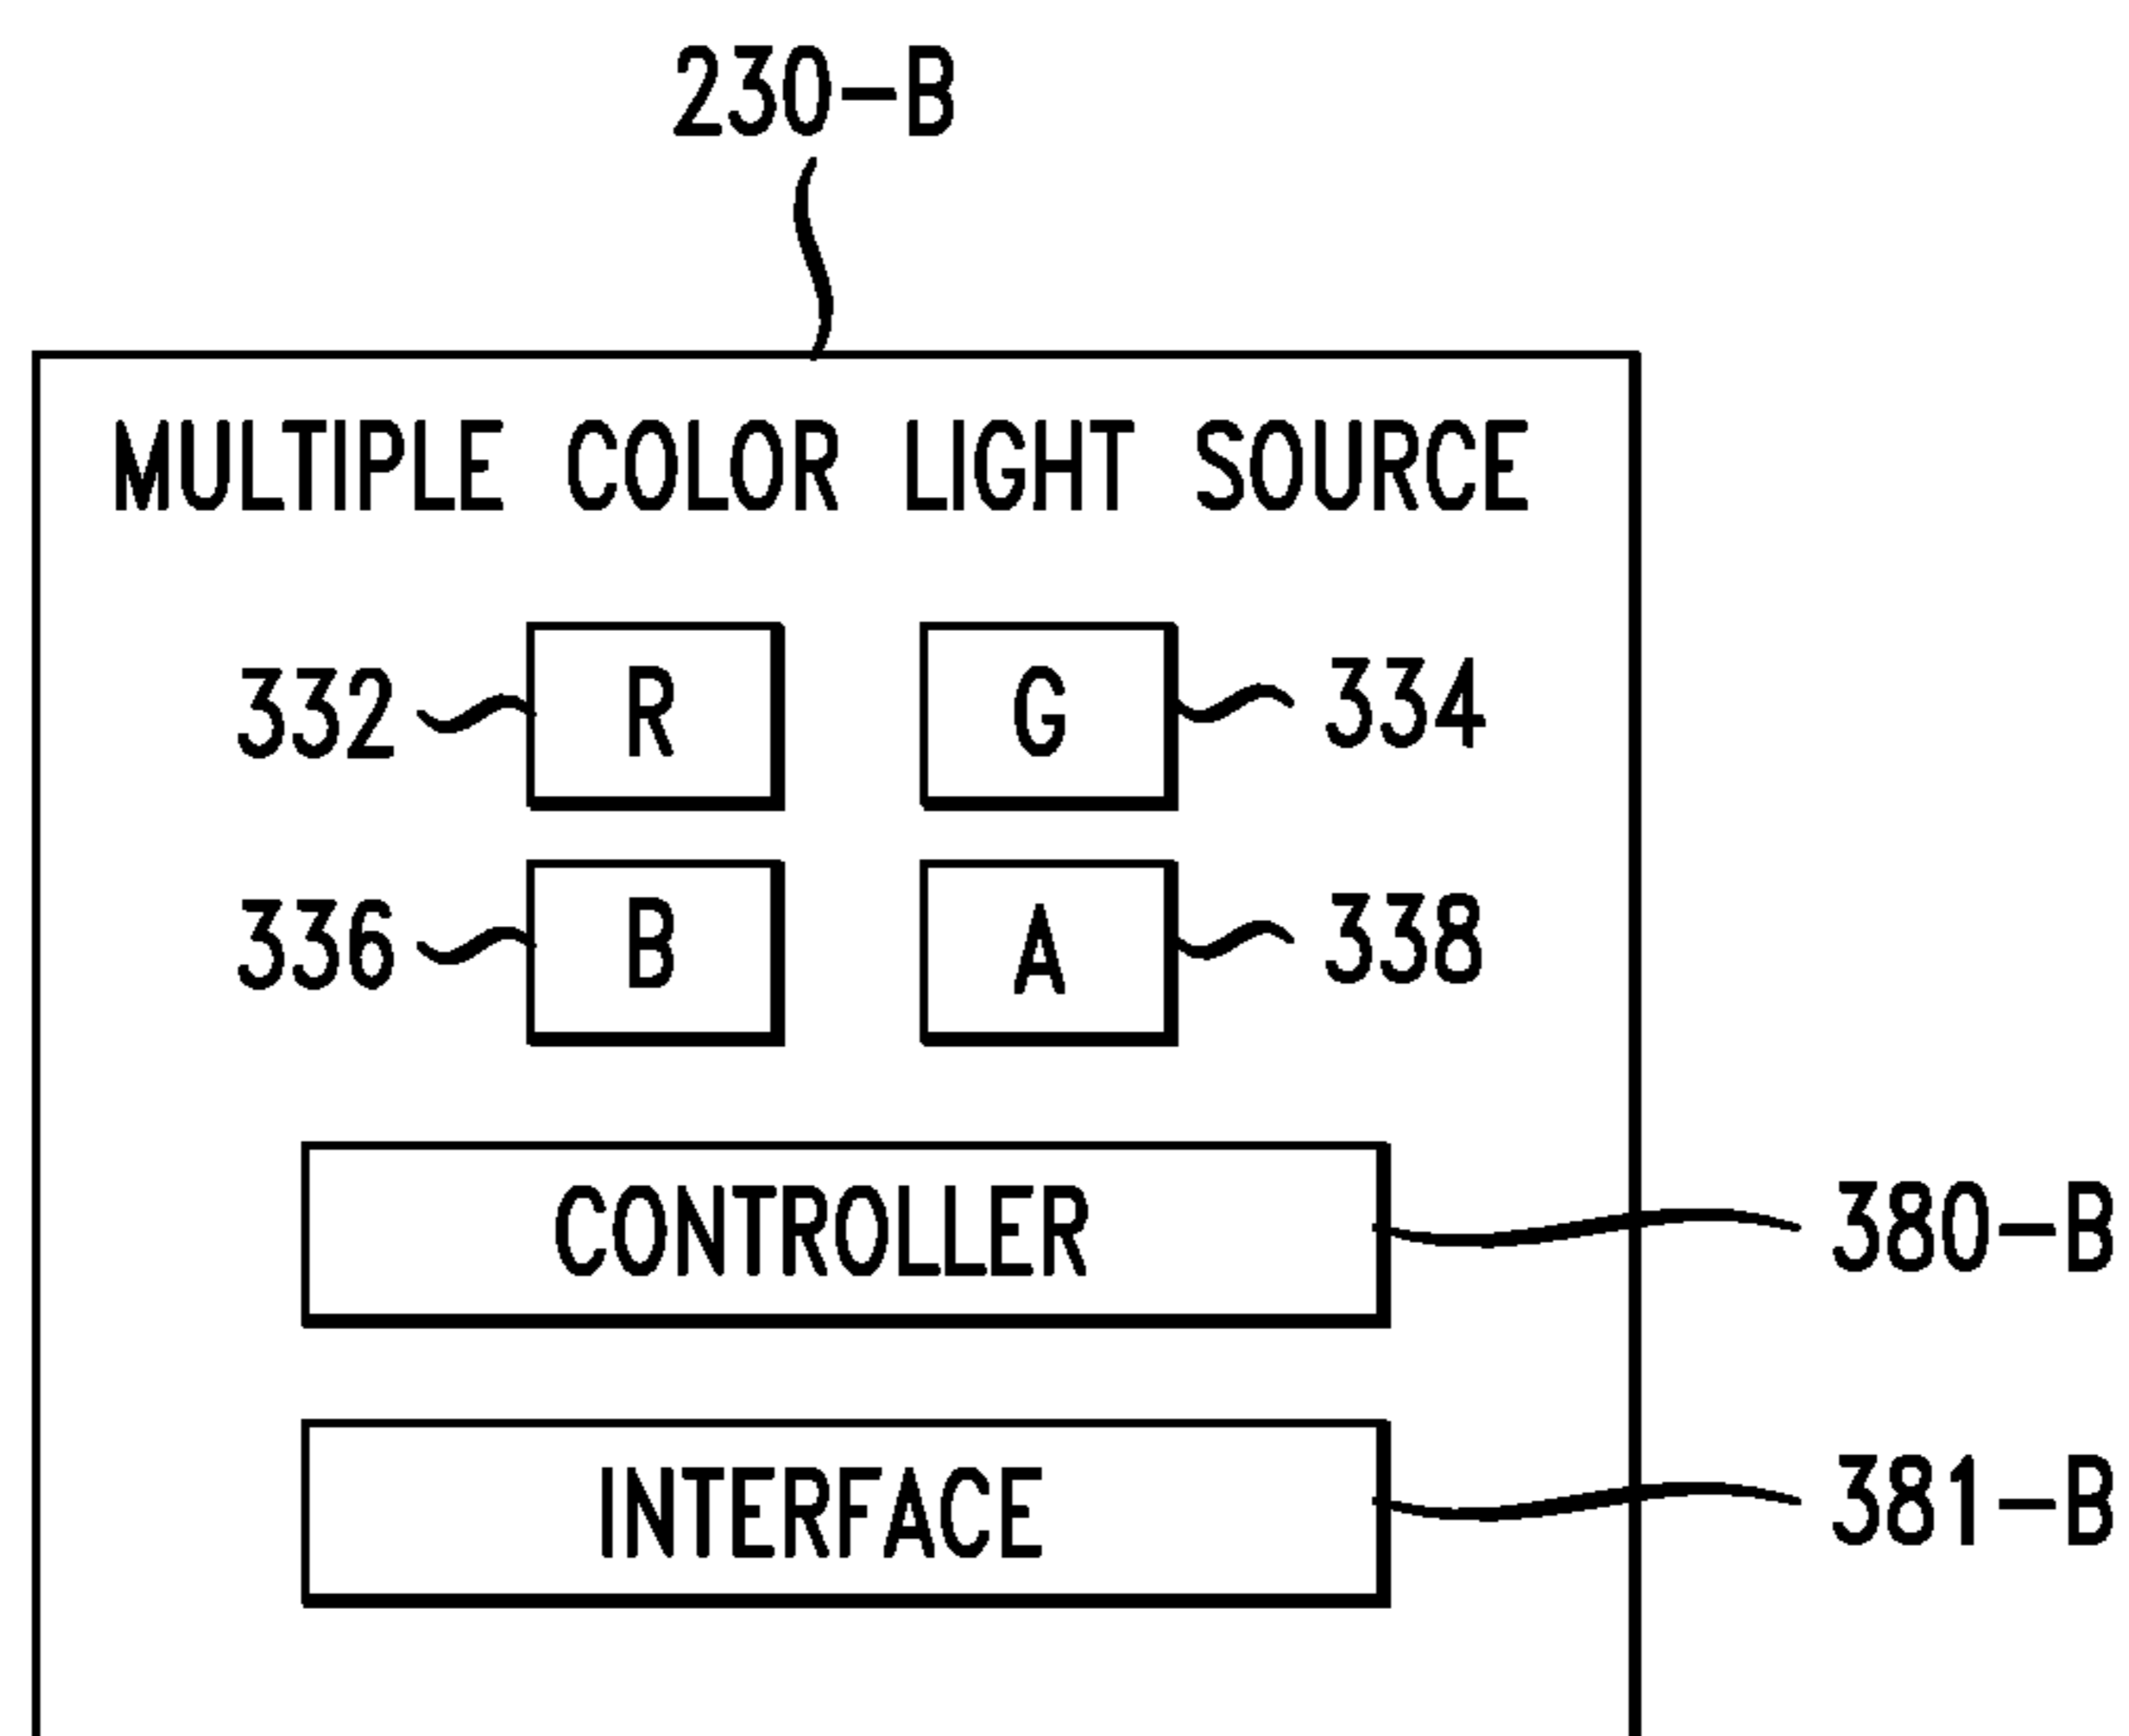 230-B
MULTIPLE COLOR LIGHT SOURCE
332 R G 334
336 B A 338
CONTROLLER 380-B
INTERFACE 381-B